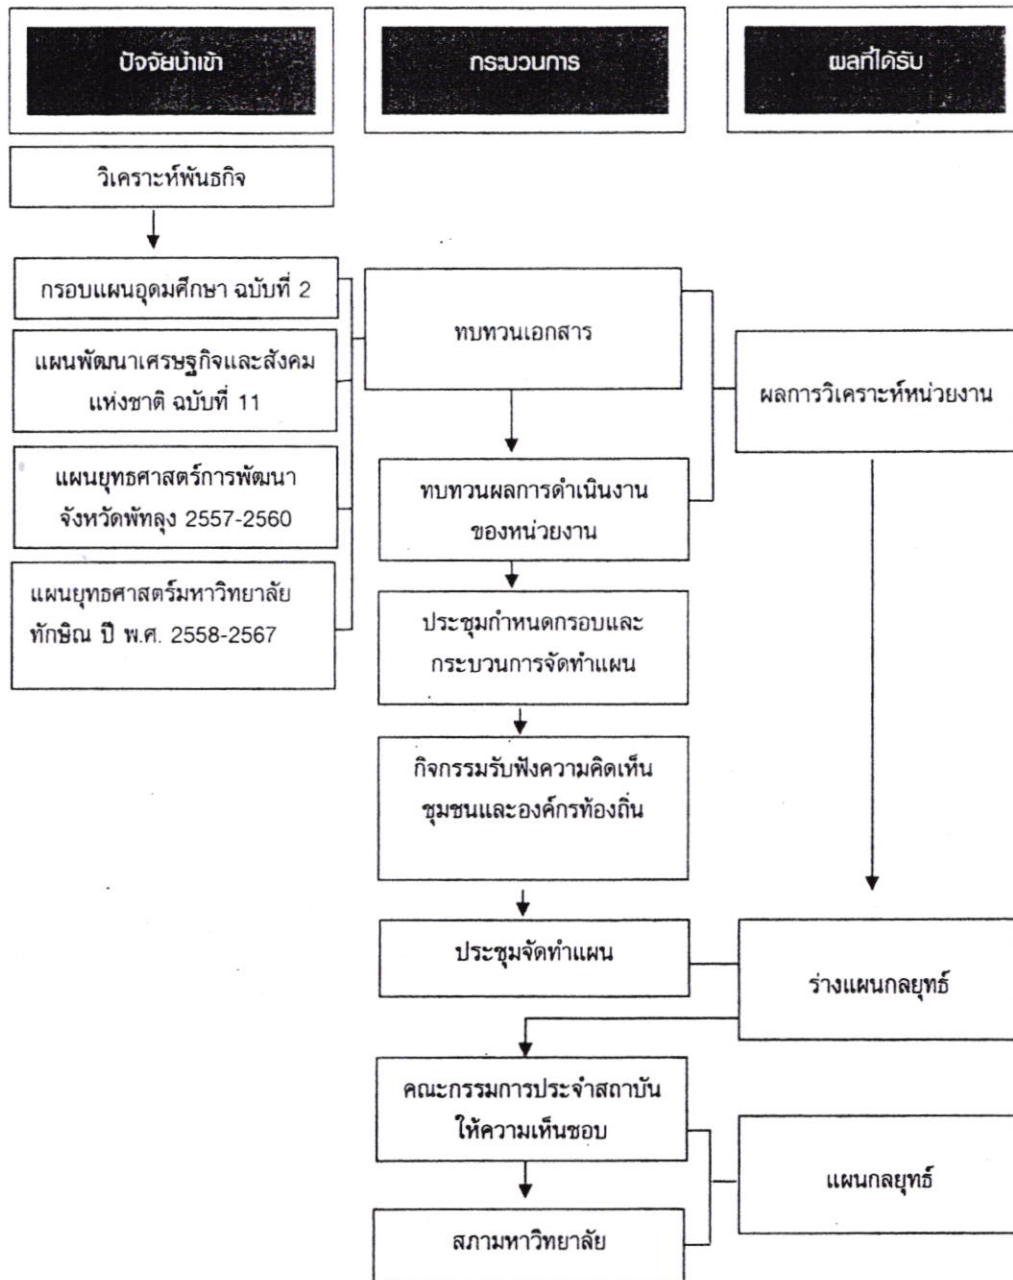 ปัจจัยนำเข้า
กระบวนการ
ผลที่ได้รับ
วิเคราะห์พันธกิจ
กรอบแผนอุดมศึกษา ฉบับที่ 2
แผนพัฒนาเศรษฐกิจและสังคม
แห่งชาติ ฉบับที่ 11
แผนยุทธศาสตร์การพัฒนา
จังหวัดพัทลุง 2557-2560
แผนยุทธศาสตร์มหาวิทยาลัย
ทักษิณ ปี พ.ศ. 2558-2567
ทบทวนเอกสาร
ทบทวนผลการดำเนินงาน
ของหน่วยงาน
ประชุมกำหนดกรอบและ
กระบวนการจัดทำแผน
กิจกรรมรับฟังความคิดเห็น
ชุมชนและองค์กรท้องถิ่น
ประชุมจัดทำแผน
คณะกรรมการประจำสถาบัน
ให้ความเห็นชอบ
สภามหาวิทยาลัย
ผลการวิเคราะห์หน่วยงาน
ร่างแผนกลยุทธ์
แผนกลยุทธ์